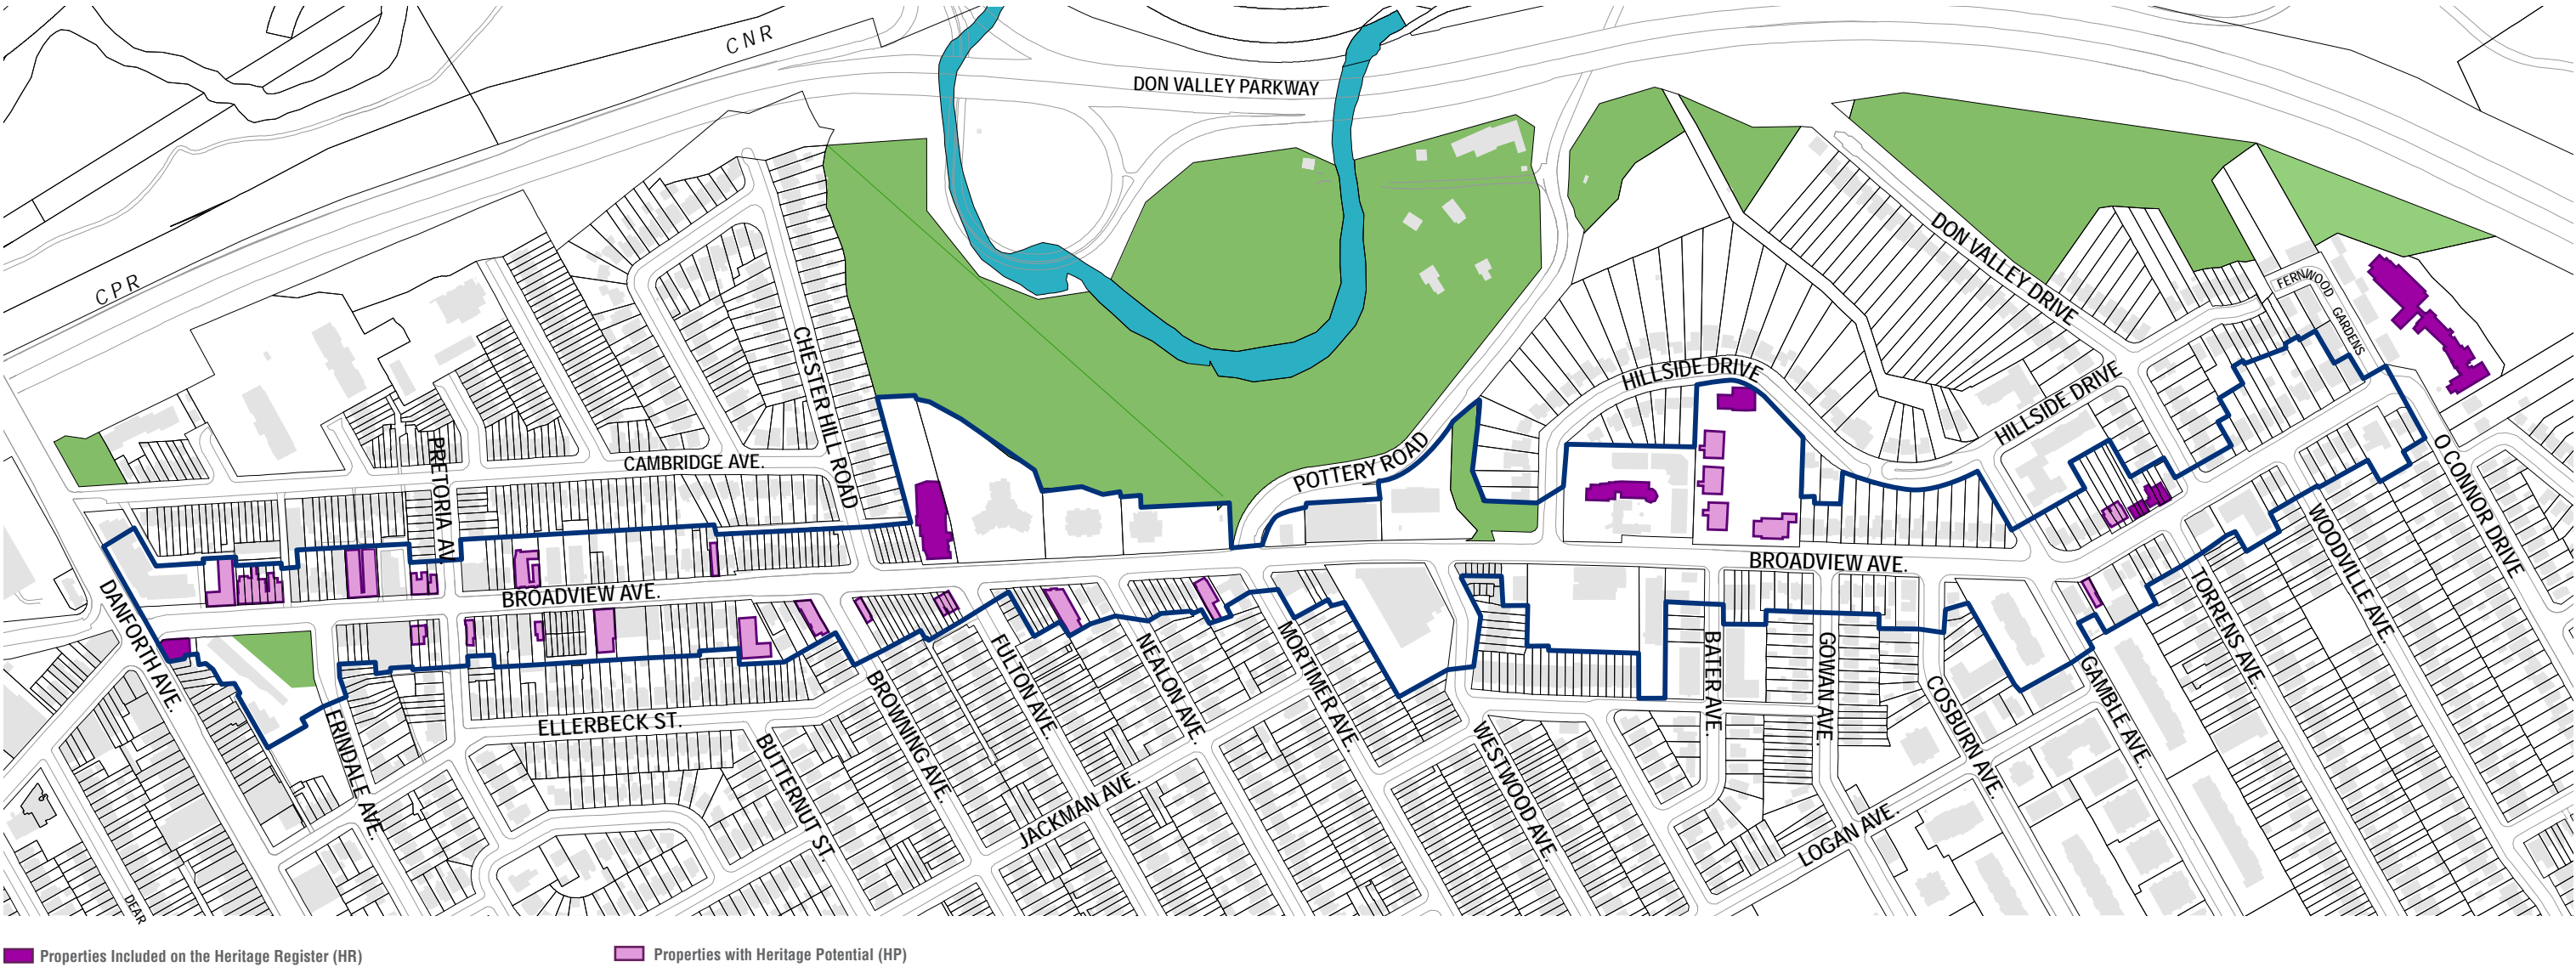 CNR
DON VALLEY PARKWAY
CPR
DON VALLEY DRIVE
FERNWOOD GARDENS
CHESTER HILL ROAD
HILLSIDE DRIVE
HILLSIDE DRIVE
PRETORIA AV.
CAMBRIDGE AVE.
POTTERY ROAD
O CONNOR DRIVE
BROADVIEW AVE.
BROADVIEW AVE.
DANFORTH AVE.
WOODVILLE AVE.
TORRENS AVE.
ERINDALE AVE.
ELLERBECK ST.
BUTTERNUT ST.
BROWNING AVE.
FULTON AVE.
NEALON AVE.
MORTIMER AVE.
JACKMAN AVE.
WESTWOOD AVE.
BATER AVE.
GOWAN AVE.
COSBURN AVE.
GAMBLE AVE.
LOGAN AVE.
DEAR
Properties Included on the Heritage Register (HR)
Properties with Heritage Potential (HP)